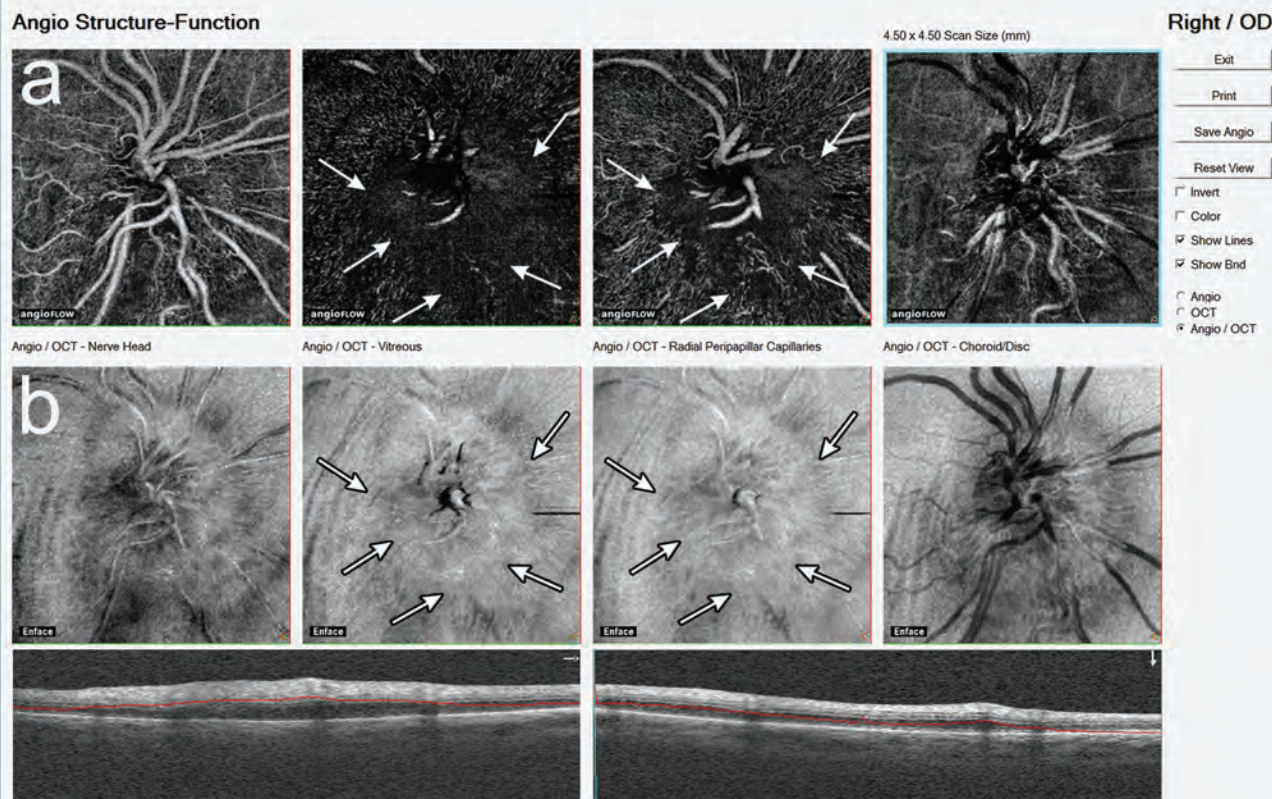 Angio Structure-Function
Right / OD
4.50 x 4.50 Scan Size (mm)
a
angioFLOW
angioFLOW
angioFLOW
angioFLOW
Exit
Print
Save Angio
Reset View
Invert
Color
Show Lines
Show Bnd
Angio
OCT
Angio / OCT
Angio / OCT - Nerve Head
Angio / OCT - Vitreous
Angio / OCT - Radial Peripapillar Capillaries
Angio / OCT - Choroid/Disc
b
Enface
Enface
Enface
Enface